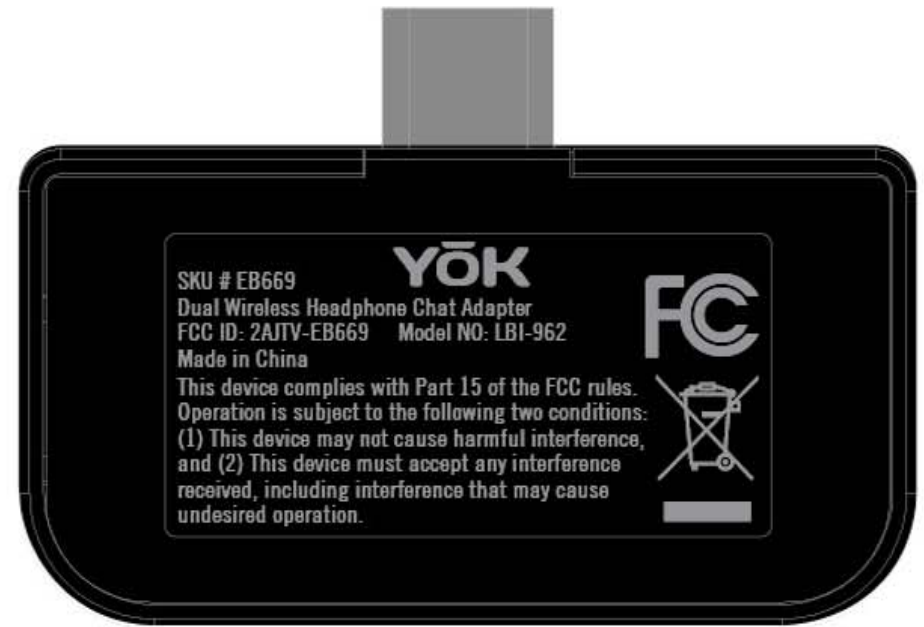 YōK
SKU # EB669
Dual Wireless Headphone Chat Adapter
FCC ID: 2AJTV-EB669 Model NO: LBI-962
Made in China
This device complies with Part 15 of the FCC rules.
Operation is subject to the following two conditions:
(1) This device may not cause harmful interference,
and (2) This device must accept any interference
received, including interference that may cause
undesired operation.
FC